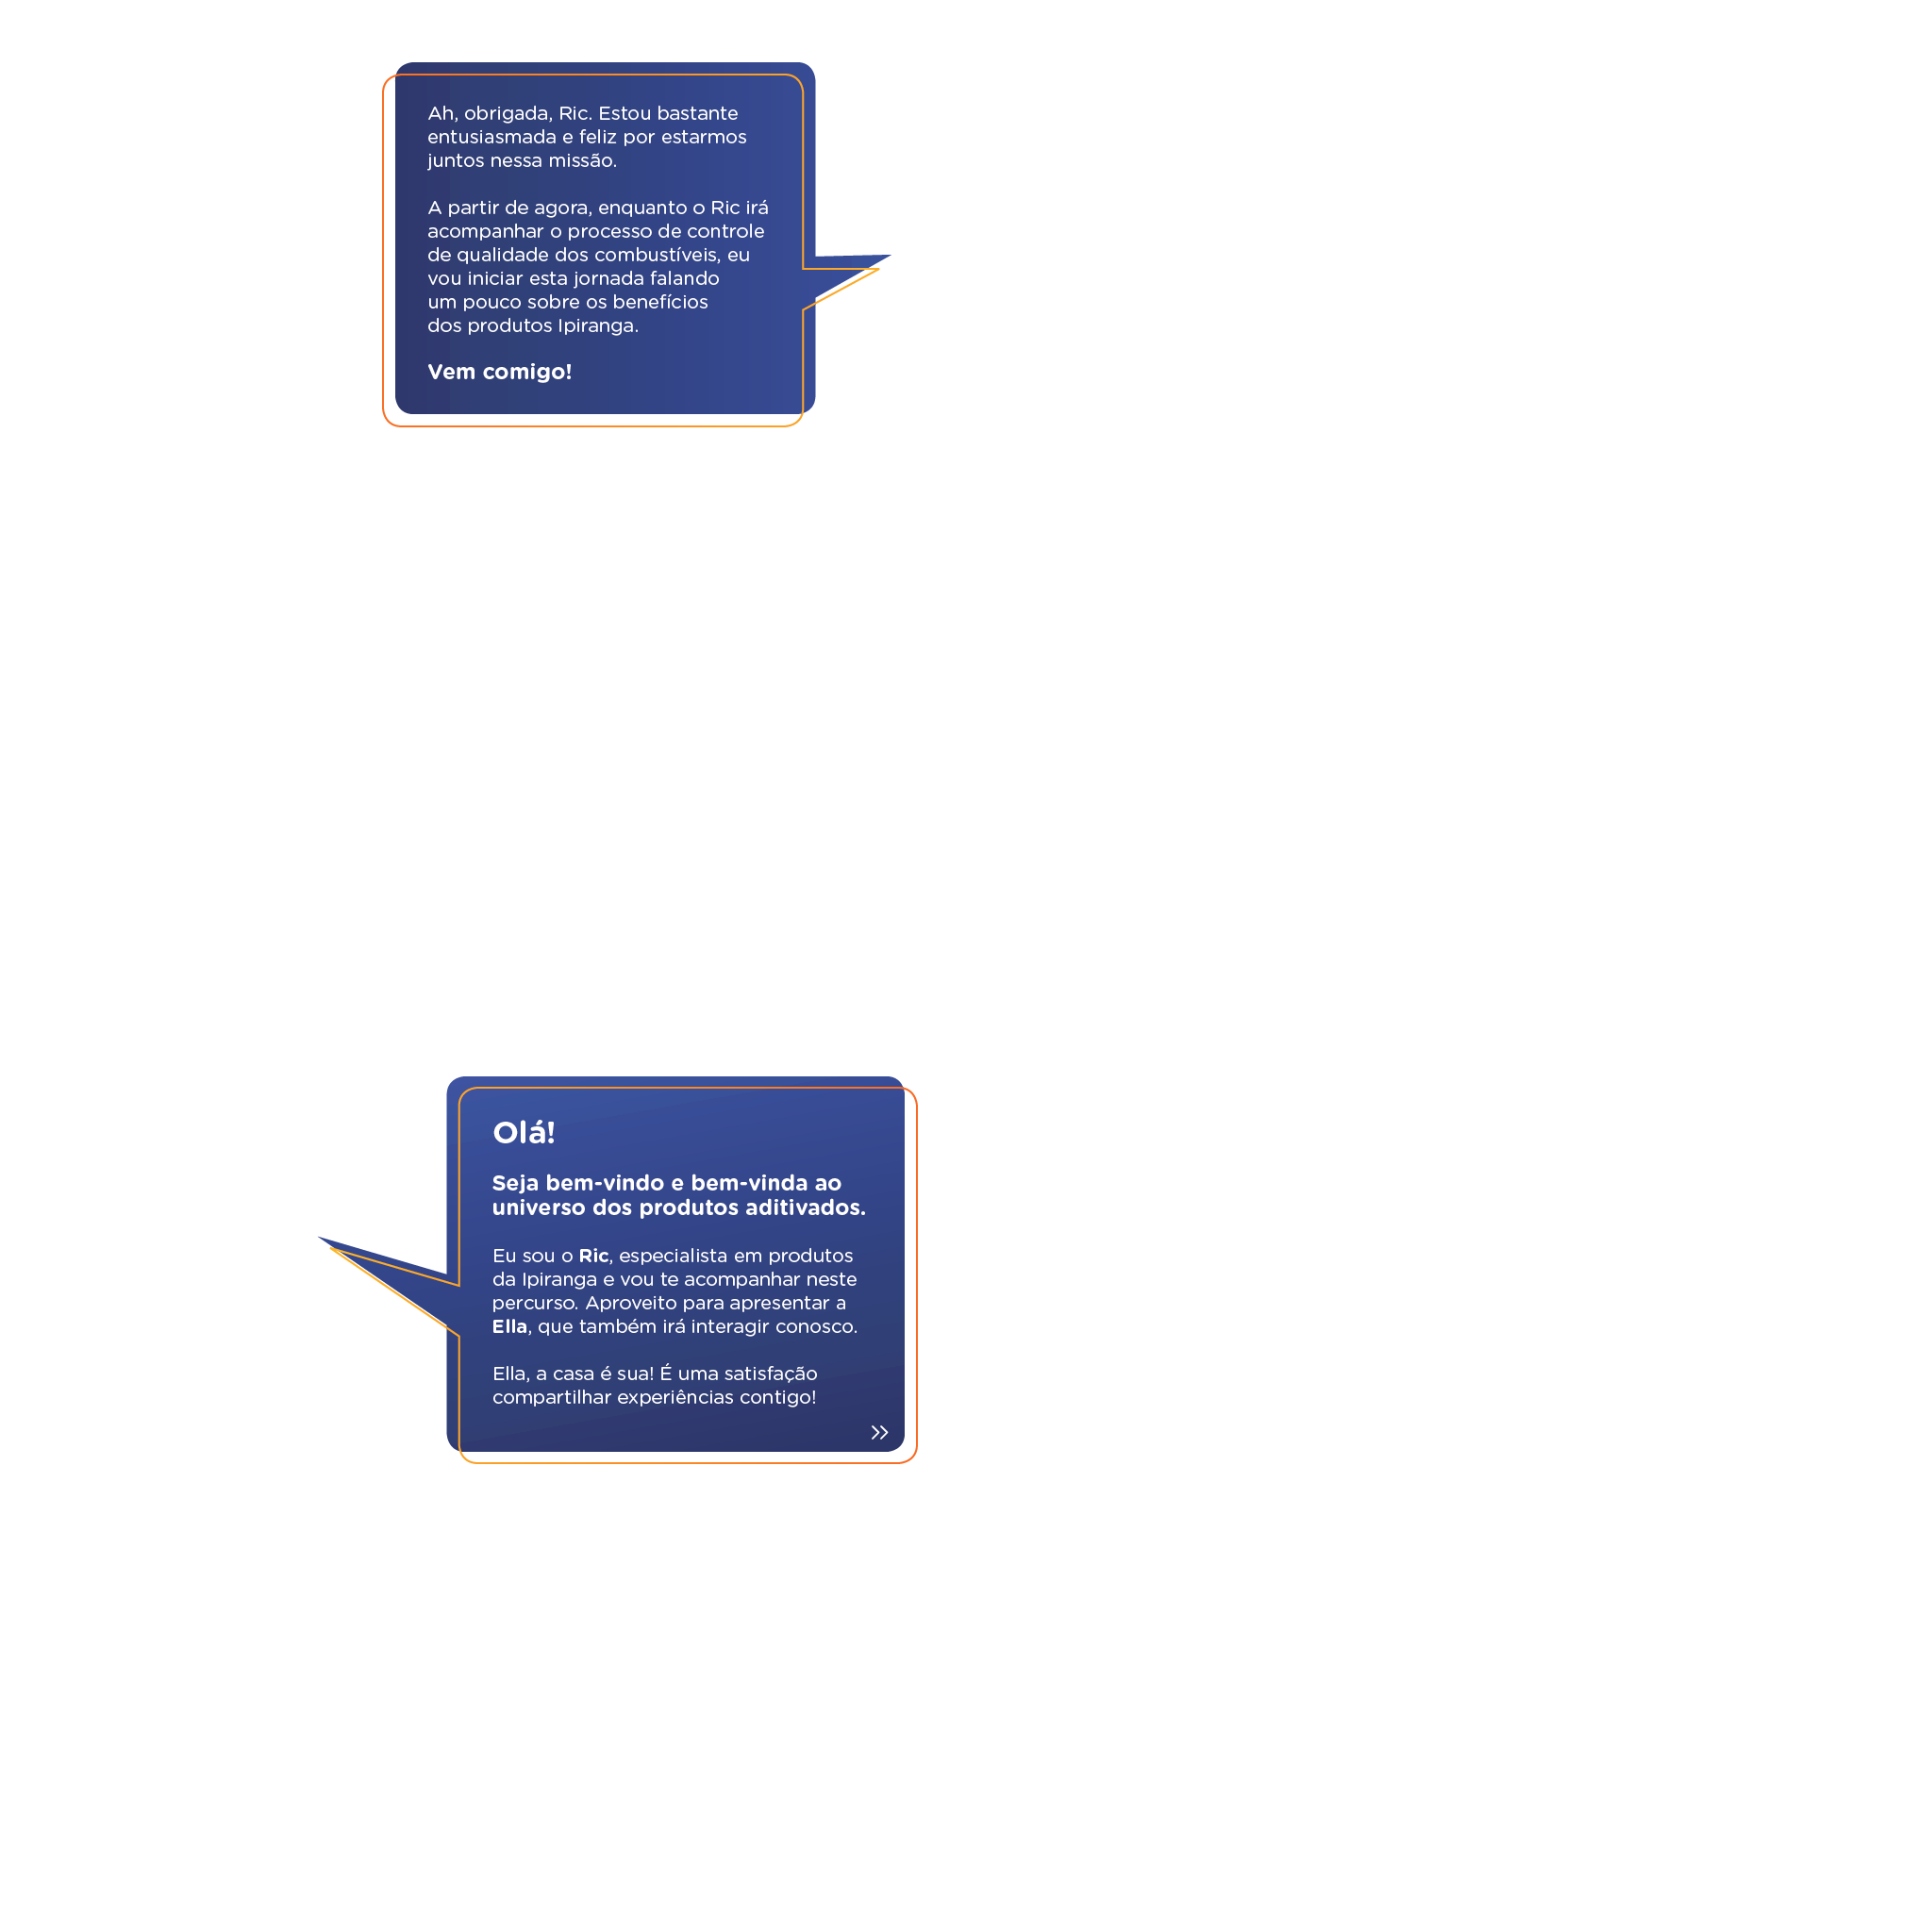 Ah, obrigada, Ric. Estou bastante
entusiasmada e feliz por estarmos
juntos nessa missão.
A partir de agora, enquanto o Ric irá
acompanhar o processo de controle
de qualidade dos combustíveis, eu
vou iniciar esta jornada falando
um pouco sobre os benefícios
dos produtos Ipiranga.
Vem comigo!
Olá!
Seja bem-vindo e bem-vinda ao
universo dos produtos aditivados.
Eu sou o Ric, especialista em produtos
da Ipiranga e vou te acompanhar neste
percurso. Aproveito para apresentar a
Ella, que também irá interagir conosco.
Ella, a casa é sua! É uma satisfação
compartilhar experiências contigo!